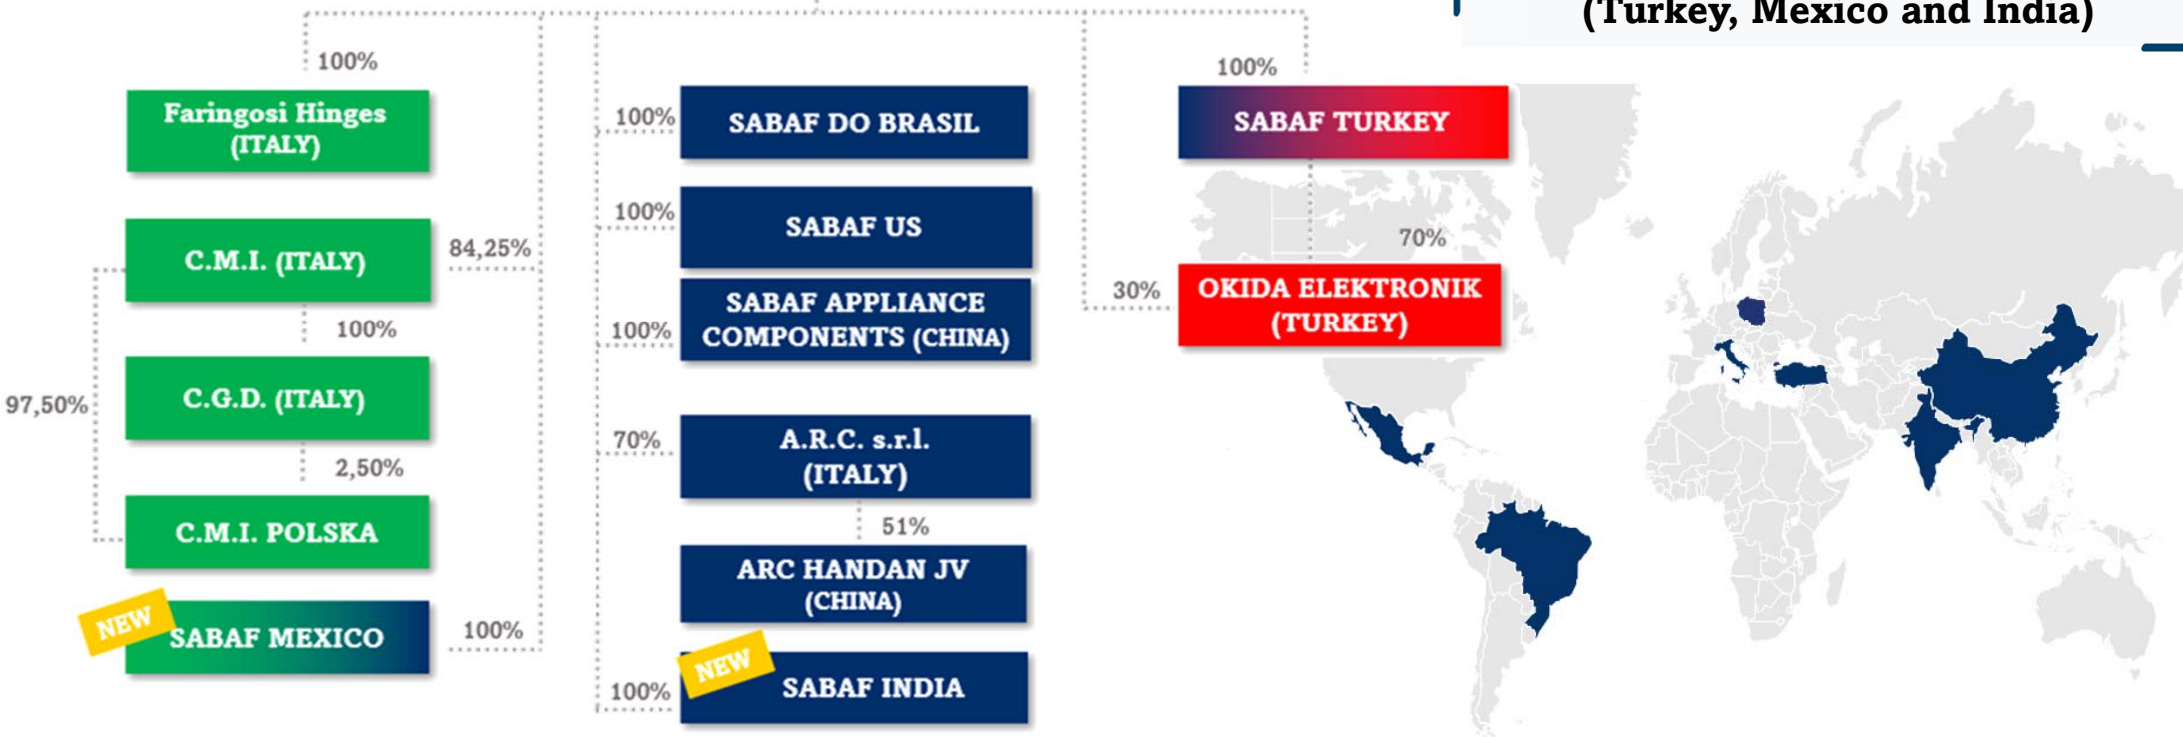 (Turkey, Mexico and India)
100%
Faringosi Hinges
(ITALY)
C.M.I. (ITALY)
84,25%
100%
C.G.D. (ITALY)
97,50%
2,50%
C.M.I. POLSKA
NEW
SABAF MEXICO
100%
100%
SABAF DO BRASIL
100%
SABAF US
100%
SABAF APPLIANCE
COMPONENTS (CHINA)
70%
A.R.C. s.r.l.
(ITALY)
51%
ARC HANDAN JV
(CHINA)
NEW
100%
SABAF INDIA
100%
SABAF TURKEY
70%
30%
OKIDA ELEKTRONIK
(TURKEY)